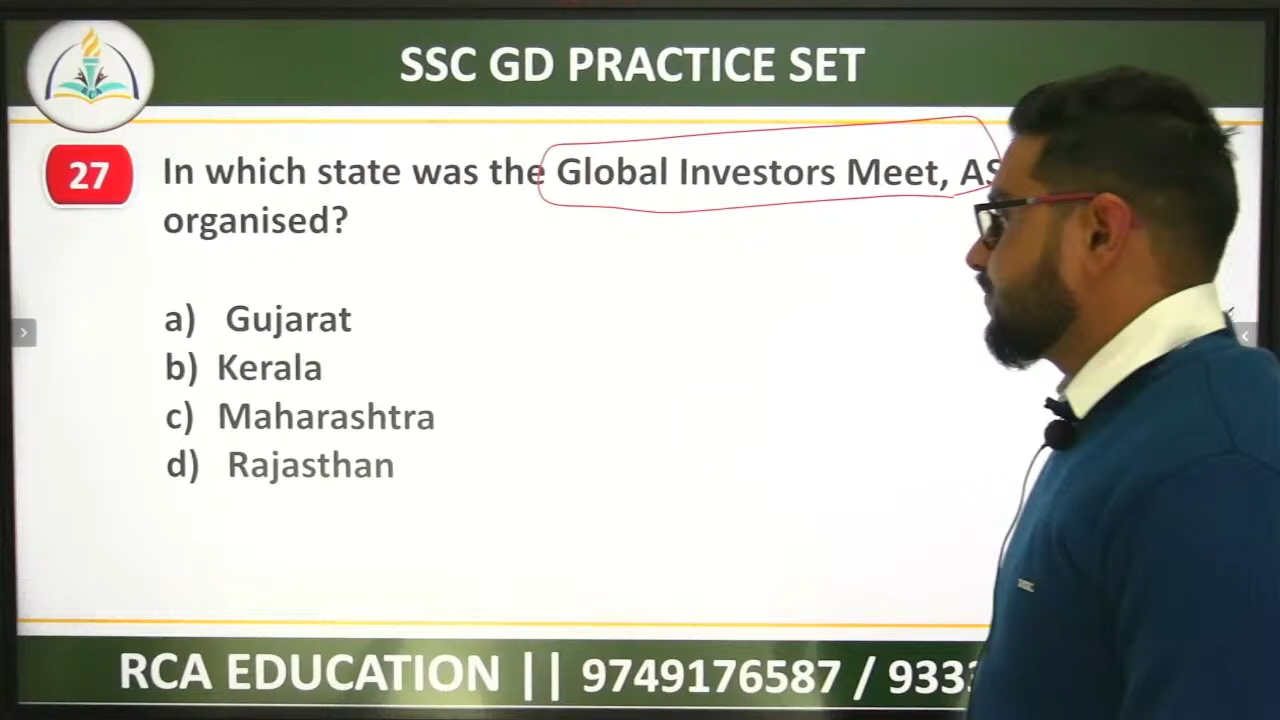 SSC GD PRACTICE SET
27
In which state was the Global Investors Meet,
organised?
a) Gujarat
b) Kerala
c) Maharashtra
d) Rajasthan
RCA EDUCATION || 9749176587 / 933